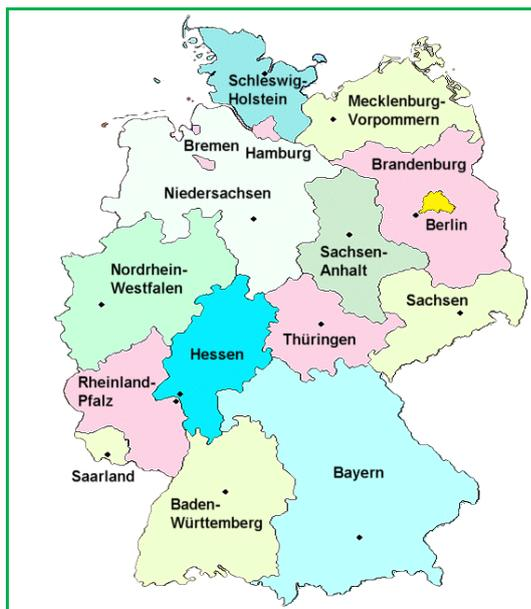 Schleswig-
Holstein
Mecklenburg-
Vorpommern
Bremen
Hamburg
Brandenburg
Niedersachsen
Berlin
Sachsen-
Anhalt
Nordrhein-
Westfalen
Sachsen
Thüringen
Hessen
Rheinland-
Pfalz
Saarland
Bayern
Baden-
Württemberg